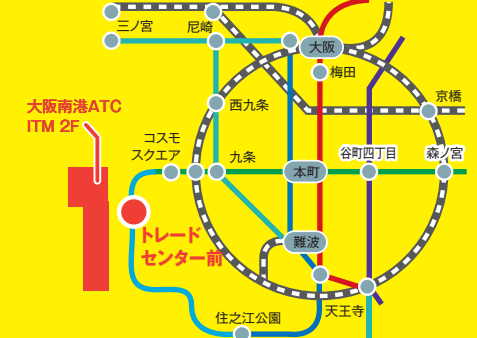 三ノ宮
尼崎
大阪
梅田
京橋
大阪南港ATC
ITM 2F
西九条
コスモ
スクエア
九条
本町
谷町四丁目
森ノ宮
トレード
センター前
難波
天王寺
住之江公園